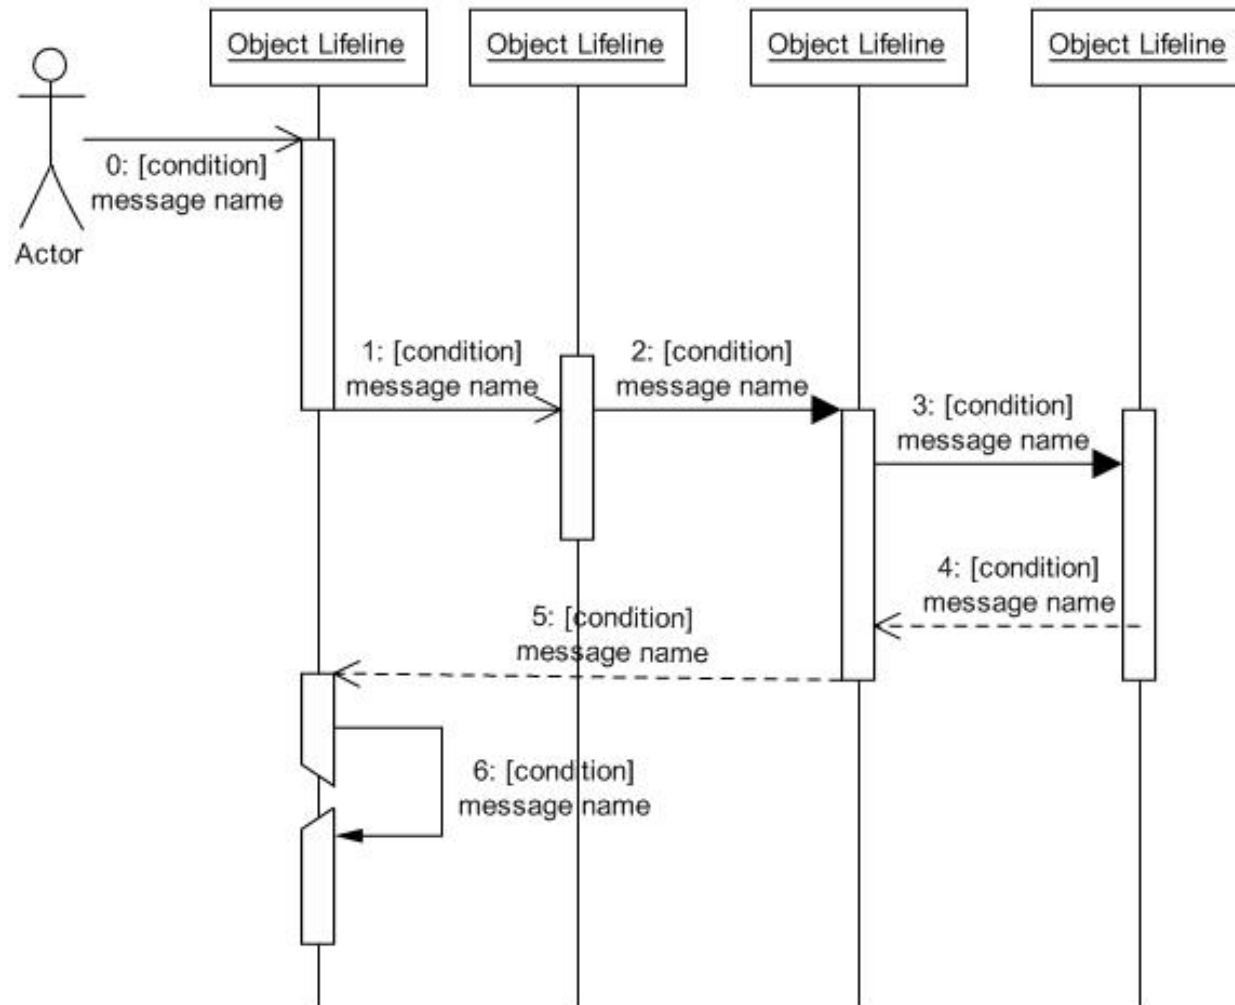 Object Lifeline
Object Lifeline
Object Lifeline
Object Lifeline
0: [condition]
message name
Actor
1: [condition]
message name
2: [condition]
message name
3: [condition]
message name
4: [condition]
message name
5: [condition]
message name
6: [condition]
message name